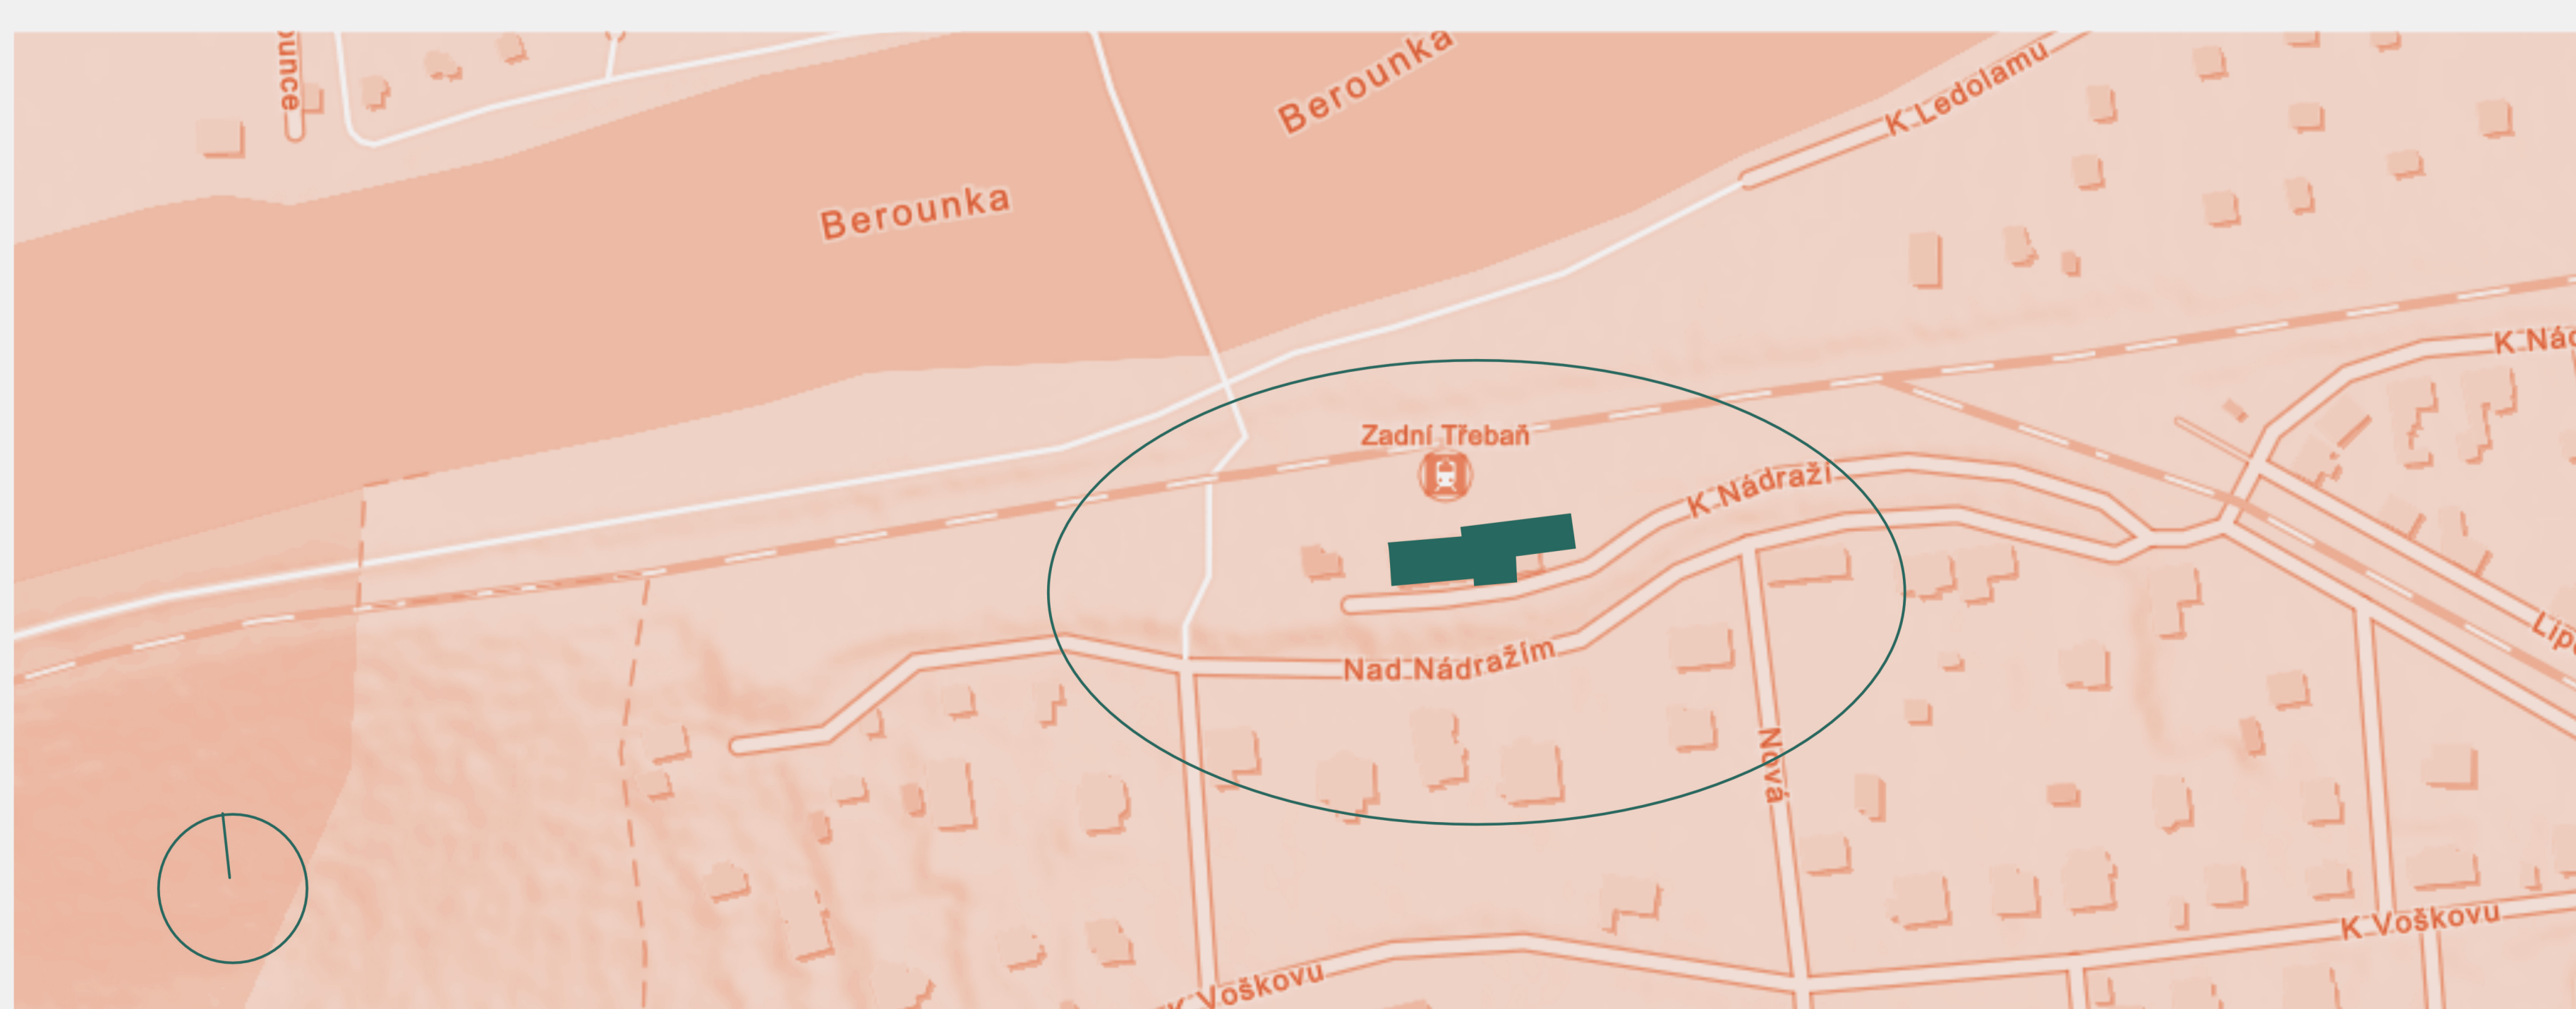 Berounka
K Ledolamu
Berounka
Zadní Třebaň
K Nádraží
Nad Nádražím
Nová
K Voškovu
K Voškovu